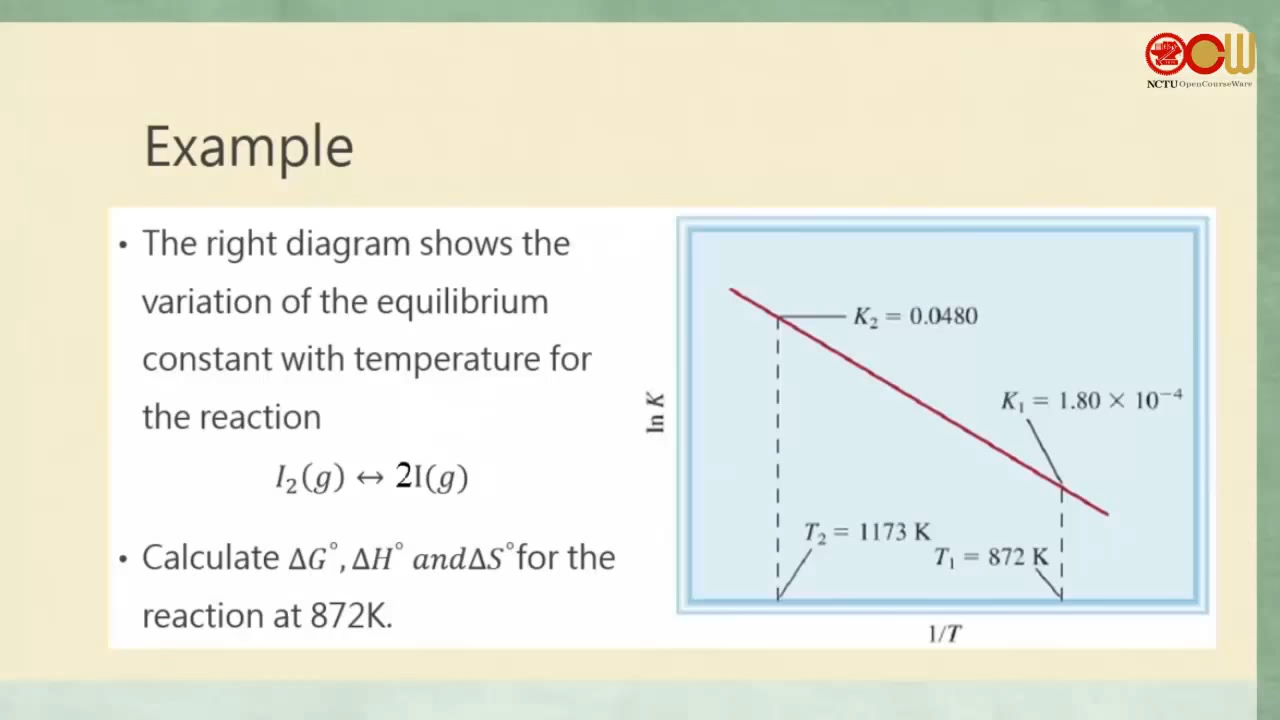 NCTU OpenCourseWare
Example
• The right diagram shows the
variation of the equilibrium
constant with temperature for
the reaction
I₂(g) ↔ 2I(g)
• Calculate ΔG°, ΔH° andΔS°for the
reaction at 872K.
ln K
K₂ = 0.0480
K₁ = 1.80 × 10⁻⁴
T₂ = 1173 K
T₁ = 872 K
1/T